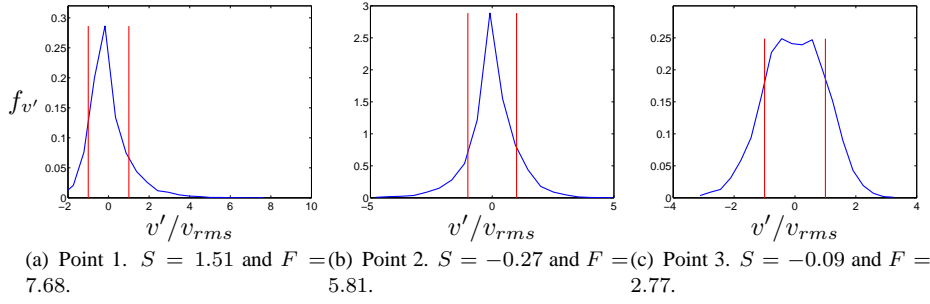 0.3
0.25
0.2
0.15
0.1
0.05
0
−2 0 2 4 6 8 10
f_{v'}
v'/v_{rms}
3
2.5
2
1.5
1
0.5
0
−5 0 5
v'/v_{rms}
0.3
0.25
0.2
0.15
0.1
0.05
0
−4 −2 0 2 4
v'/v_{rms}
(a) Point 1. S = 1.51 and F =
7.68.
(b) Point 2. S = −0.27 and F =
5.81.
(c) Point 3. S = −0.09 and F =
2.77.